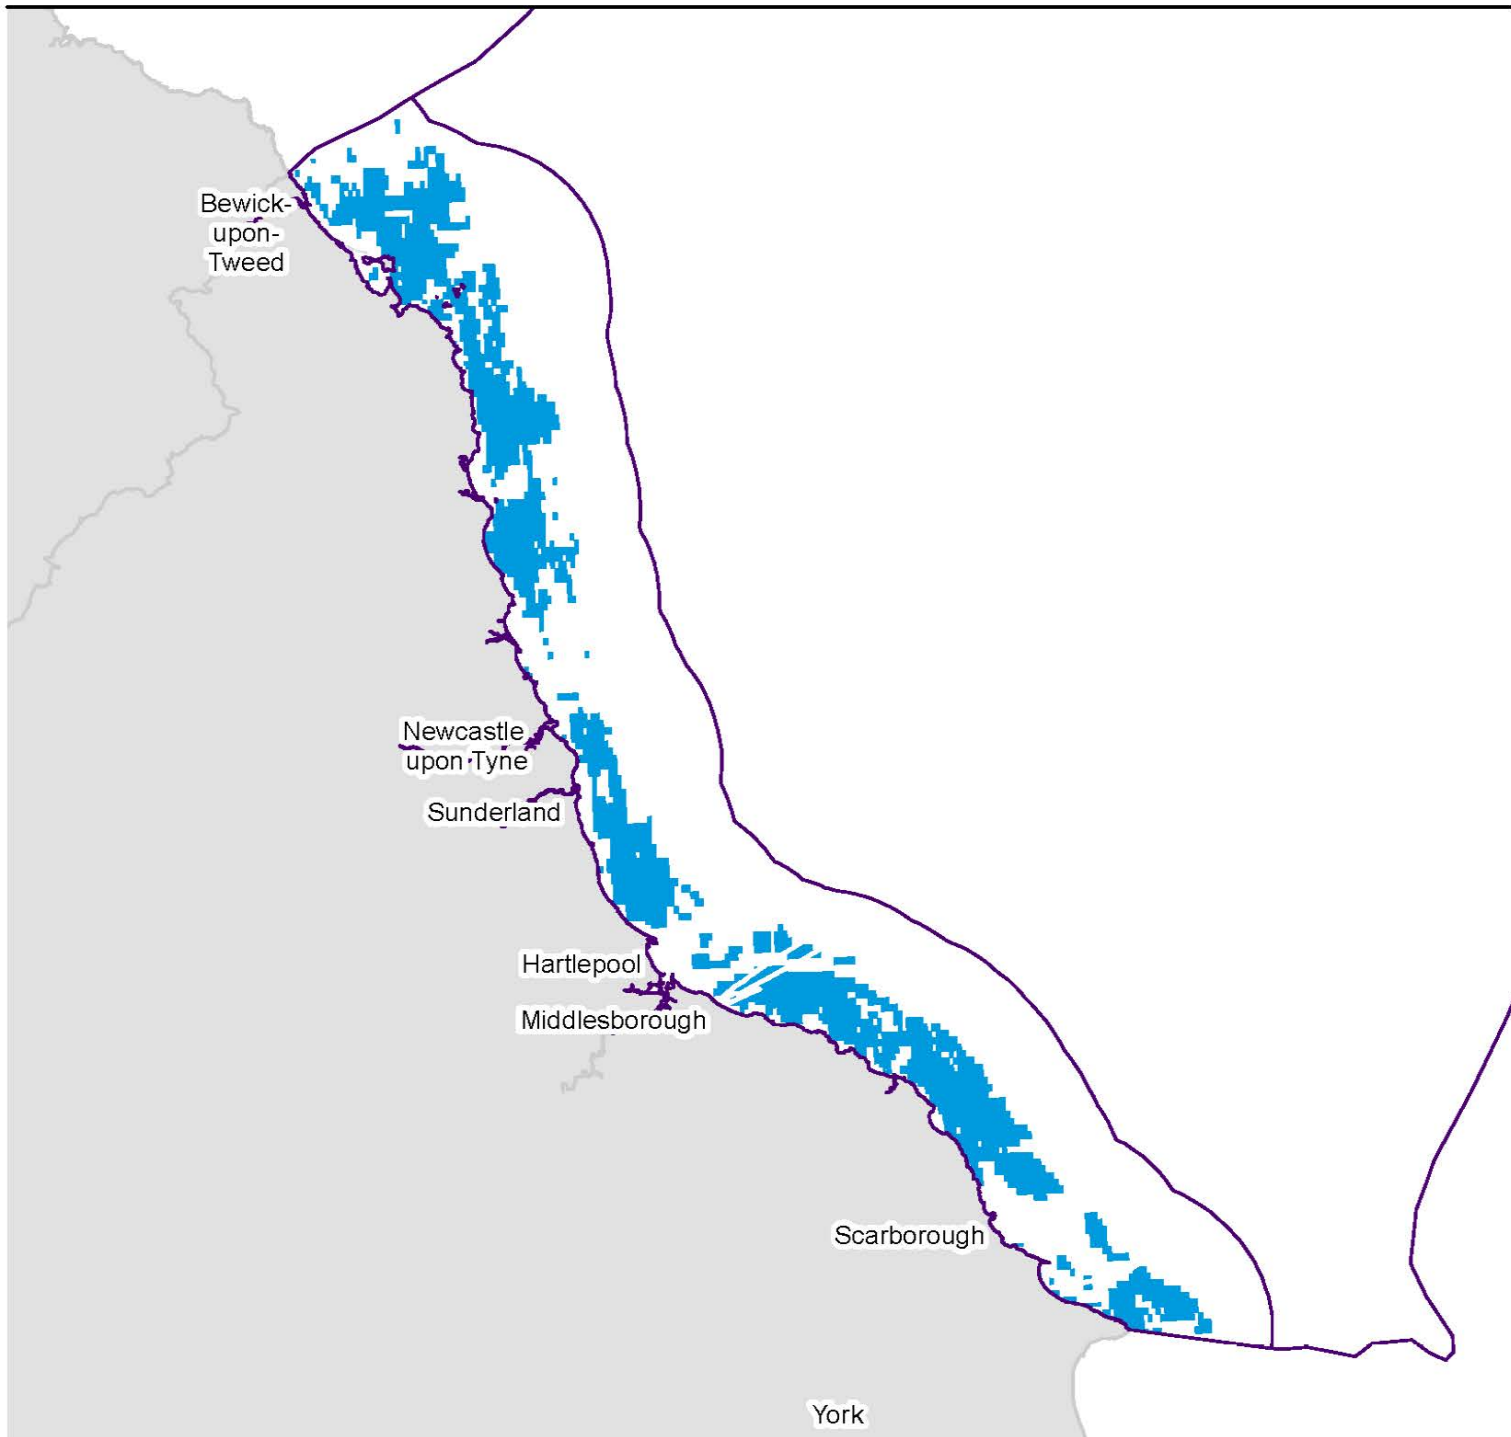 Bewick-
upon-
Tweed
Newcastle
upon Tyne
Sunderland
Hartlepool
Middlesborough
Scarborough
York